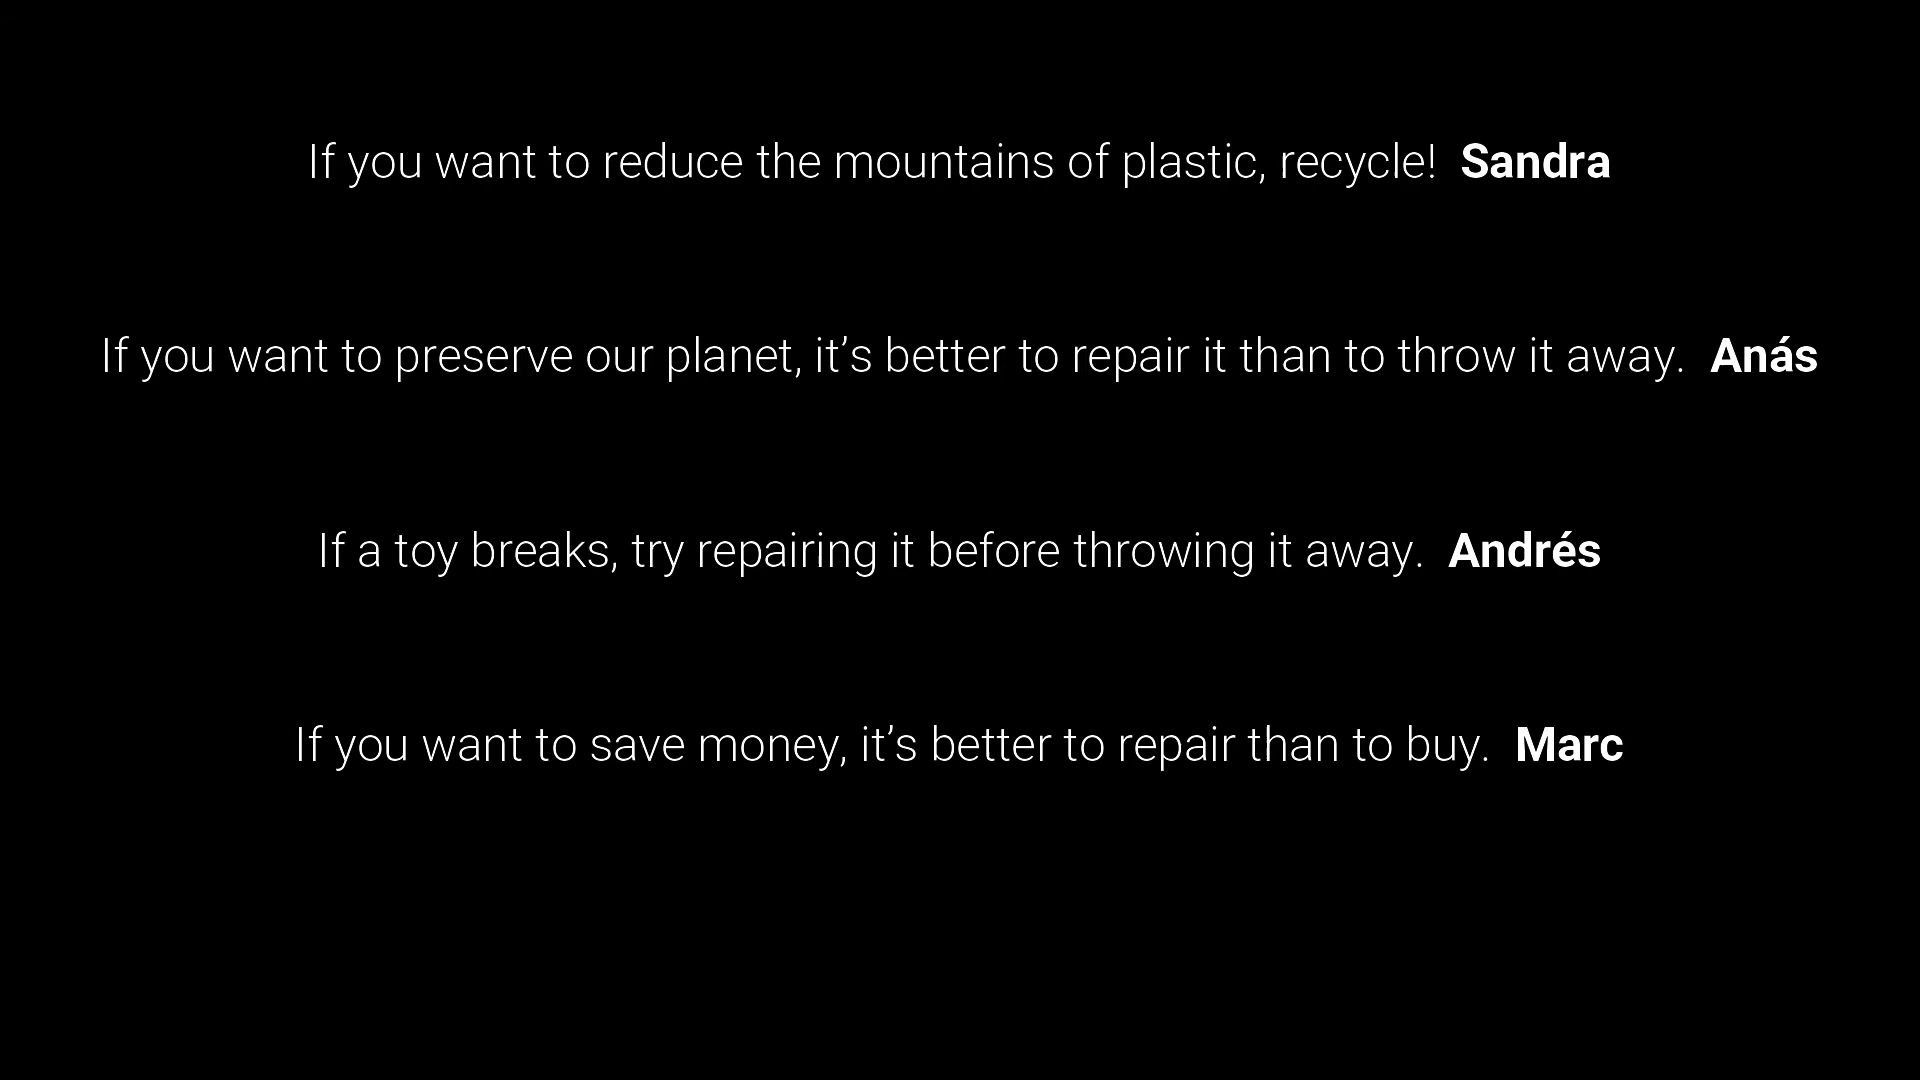 If you want to reduce the mountains of plastic, recycle! Sandra
If you want to preserve our planet, it’s better to repair it than to throw it away. Anás
If a toy breaks, try repairing it before throwing it away. Andrés
If you want to save money, it’s better to repair than to buy. Marc